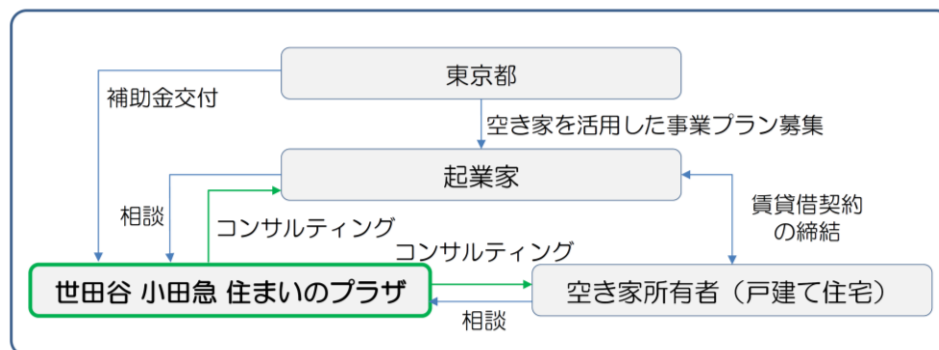 東京都
補助金交付
空き家を活用した事業プラン募集
起業家
相談
コンサルティング
賃貸借契約
の締結
コンサルティング
世田谷 小田急 住まいのプラザ
空き家所有者（戸建て住宅）
相談